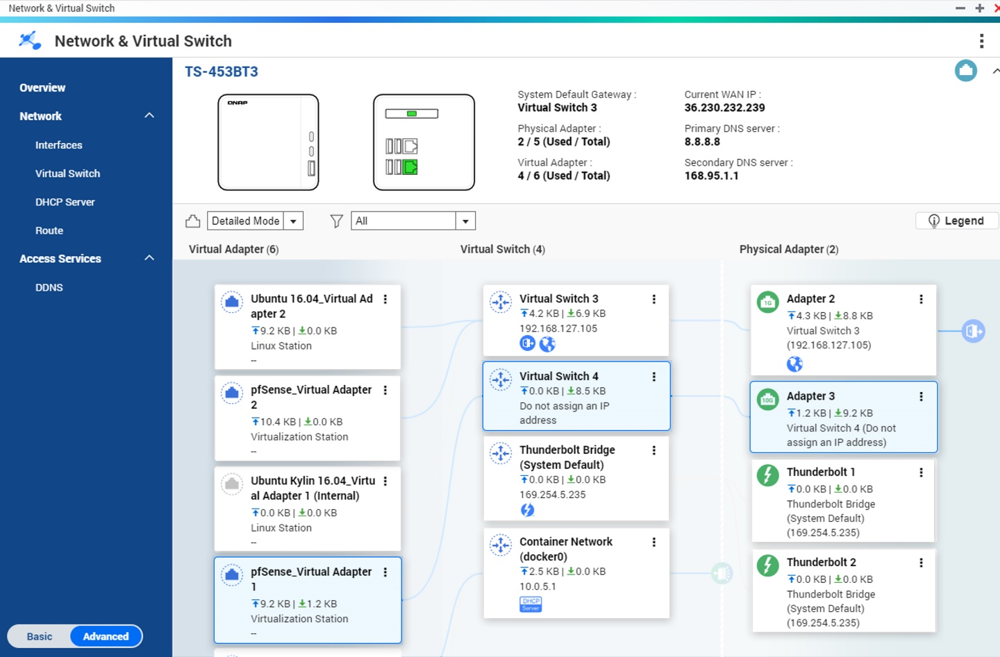 Network & Virtual Switch
Network & Virtual Switch
Overview
Network
Interfaces
Virtual Switch
DHCP Server
Route
Access Services
DDNS
Basic
Advanced
TS-453BT3
QNAP
System Default Gateway :
Virtual Switch 3
Physical Adapter :
2 / 5 (Used / Total)
Virtual Adapter :
4 / 6 (Used / Total)
Current WAN IP :
36.230.232.239
Primary DNS server :
8.8.8.8
Secondary DNS server :
168.95.1.1
Detailed Mode
All
Legend
Virtual Adapter (6)
Ubuntu 16.04_Virtual Ad
apter 2
9.2 KB | 0.0 KB
Linux Station
--
pfSense_Virtual Adapter
2
10.4 KB | 0.0 KB
Virtualization Station
--
Ubuntu Kylin 16.04_Virtu
al Adapter 1 (Internal)
0.0 KB | 0.0 KB
Linux Station
--
pfSense_Virtual Adapter
1
9.2 KB | 1.2 KB
Virtualization Station
--
Virtual Switch (4)
Virtual Switch 3
4.2 KB | 6.9 KB
192.168.127.105
Virtual Switch 4
0.0 KB | 8.5 KB
Do not assign an IP
address
Thunderbolt Bridge
(System Default)
0.0 KB | 0.0 KB
169.254.5.235
Container Network
(docker0)
2.5 KB | 0.0 KB
10.0.5.1
DHCP
Server
Physical Adapter (2)
1G
Adapter 2
4.3 KB | 8.8 KB
Virtual Switch 3
(192.168.127.105)
10G
Adapter 3
1.2 KB | 9.2 KB
Virtual Switch 4 (Do not
assign an IP address)
Thunderbolt 1
0.0 KB | 0.0 KB
Thunderbolt Bridge
(System Default)
(169.254.5.235)
Thunderbolt 2
0.0 KB | 0.0 KB
Thunderbolt Bridge
(System Default)
(169.254.5.235)